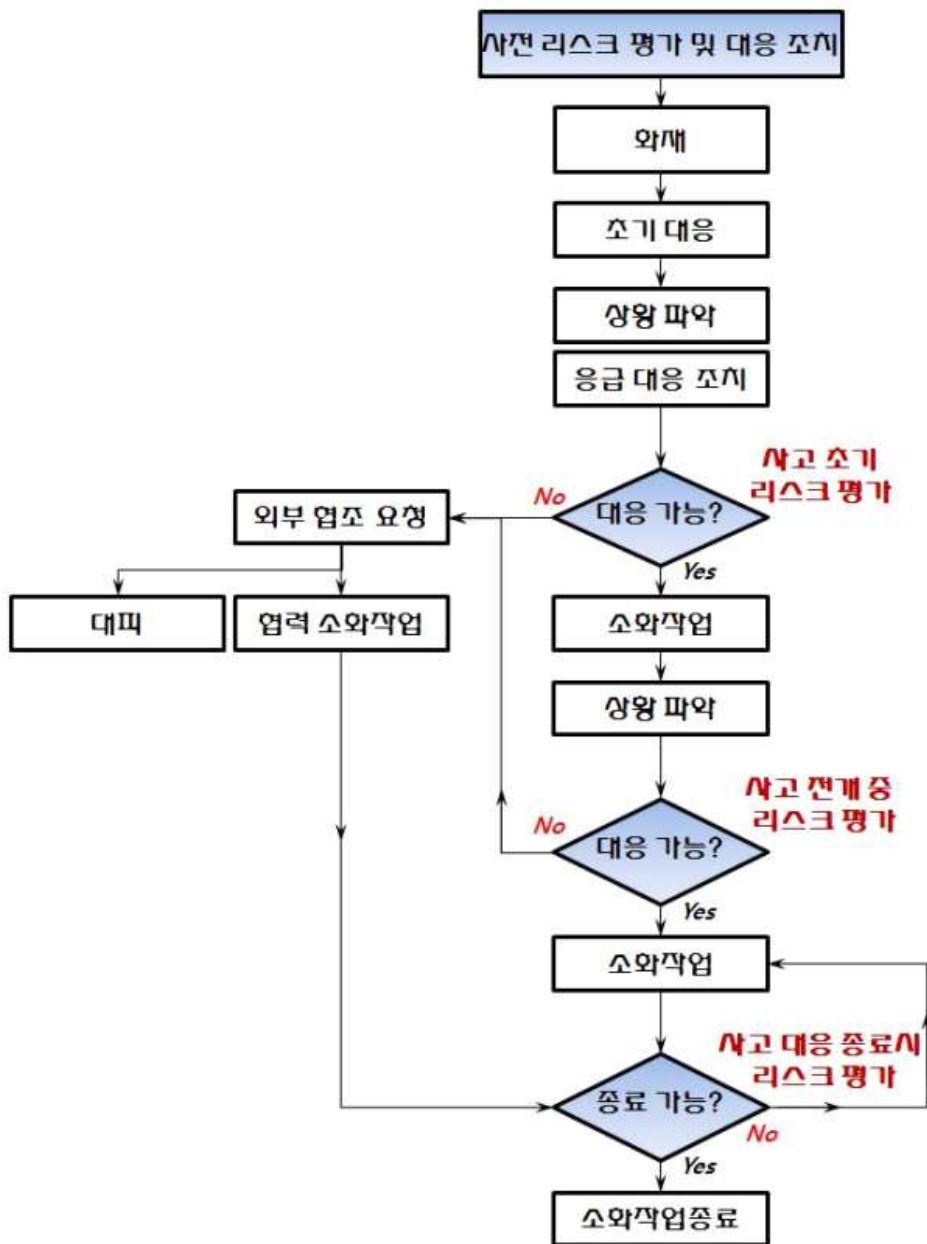 사전 리스크 평가 및 대응 조치
화재
초기 대응
상황 파악
응급 대응 조치
사고 초기
리스크 평가
No
외부 협조 요청
대응 가능?
Yes
대피
협력 소화작업
소화작업
상황 파악
사고 전개 중
리스크 평가
No
대응 가능?
Yes
소화작업
사고 대응 종료시
리스크 평가
종료 가능?
No
Yes
소화작업종료